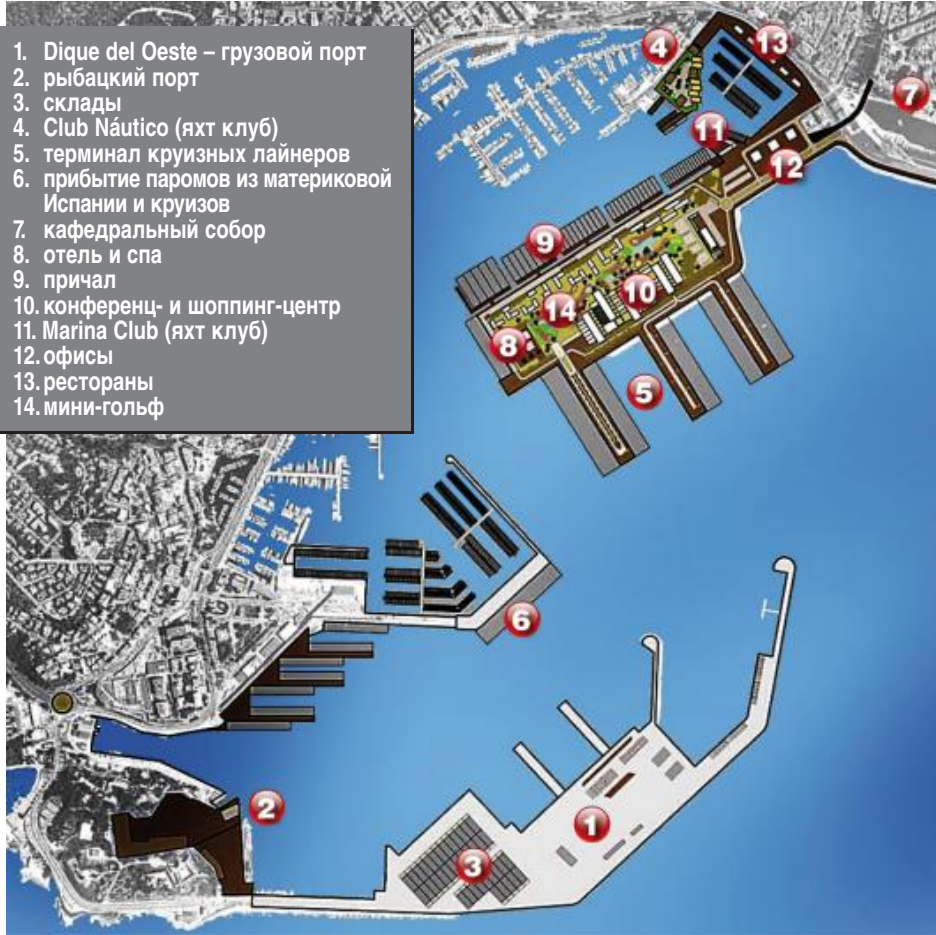 1. Dique del Oeste – грузовой порт
2. рыбацкий порт
3. склады
4. Club Náutico (яхт клуб)
5. терминал круизных лайнеров
6. прибытие паромов из материковой
Испании и круизов
7. кафедральный собор
8. отель и спа
9. причал
10. конференц- и шоппинг-центр
11. Marina Club (яхт клуб)
12. офисы
13. рестораны
14. мини-гольф
4
13
7
11
12
9
10
14
8
5
6
2
1
3